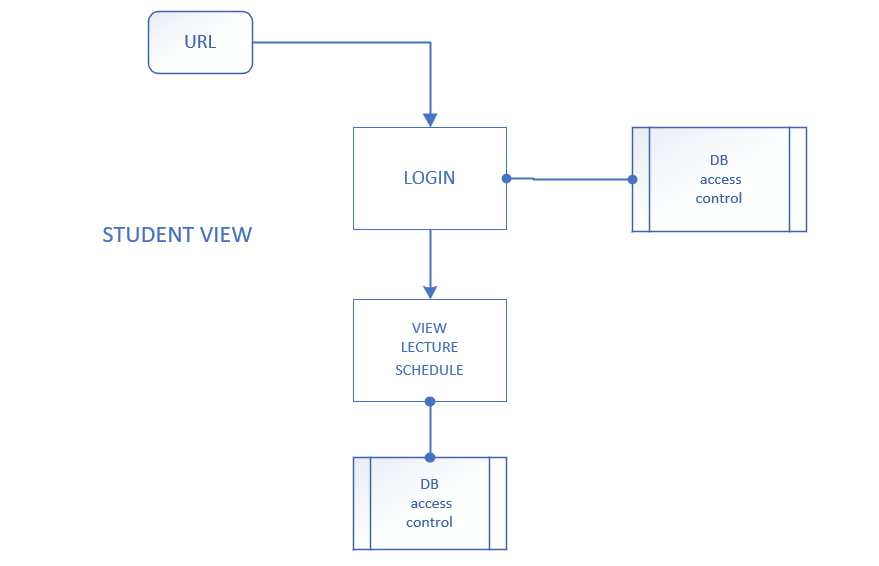 URL
LOGIN
DB
access
control
STUDENT VIEW
VIEW
LECTURE
SCHEDULE
DB
access
control